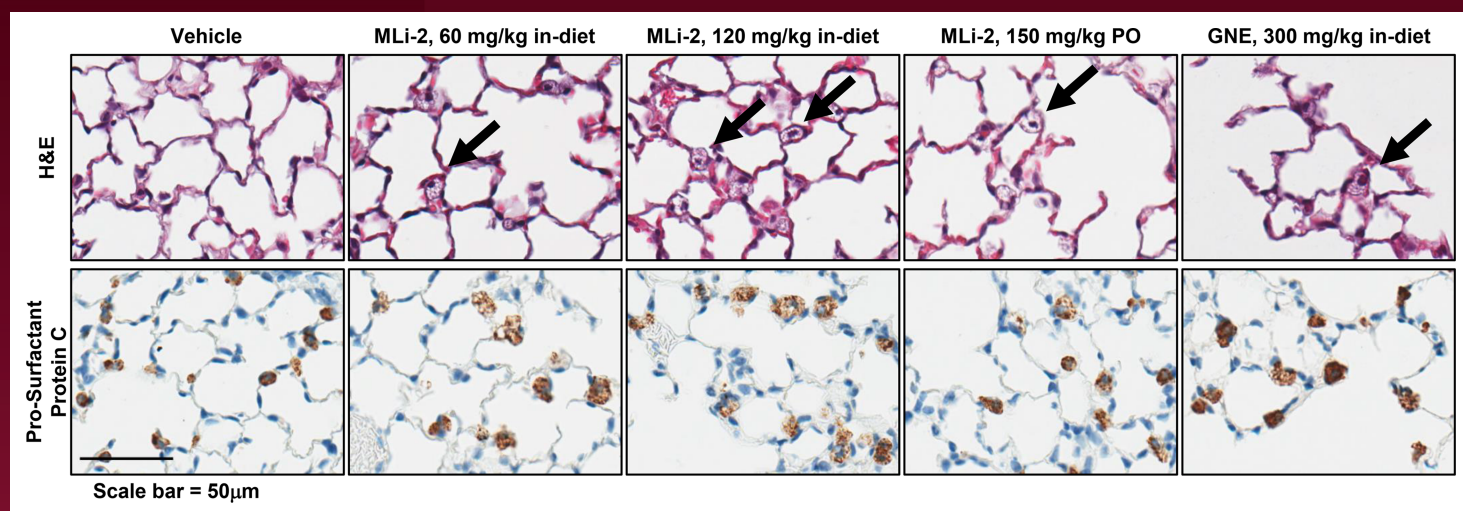 Vehicle
MLi-2, 60 mg/kg in-diet
MLi-2, 120 mg/kg in-diet
MLi-2, 150 mg/kg PO
GNE, 300 mg/kg in-diet
H&E
Pro-Surfactant
Protein C
Scale bar = 50μm